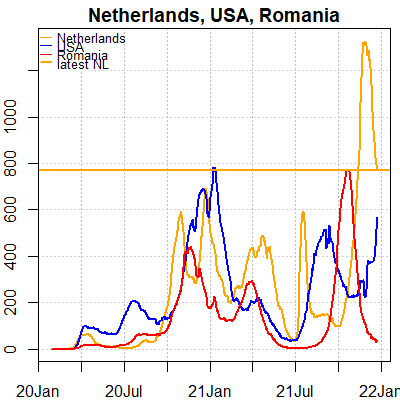 Netherlands, USA, Romania
Netherlands
USA
Romania
latest NL
0 200 400 600 800 1000
20Jan 20Jul 21Jan 21Jul 22Jan